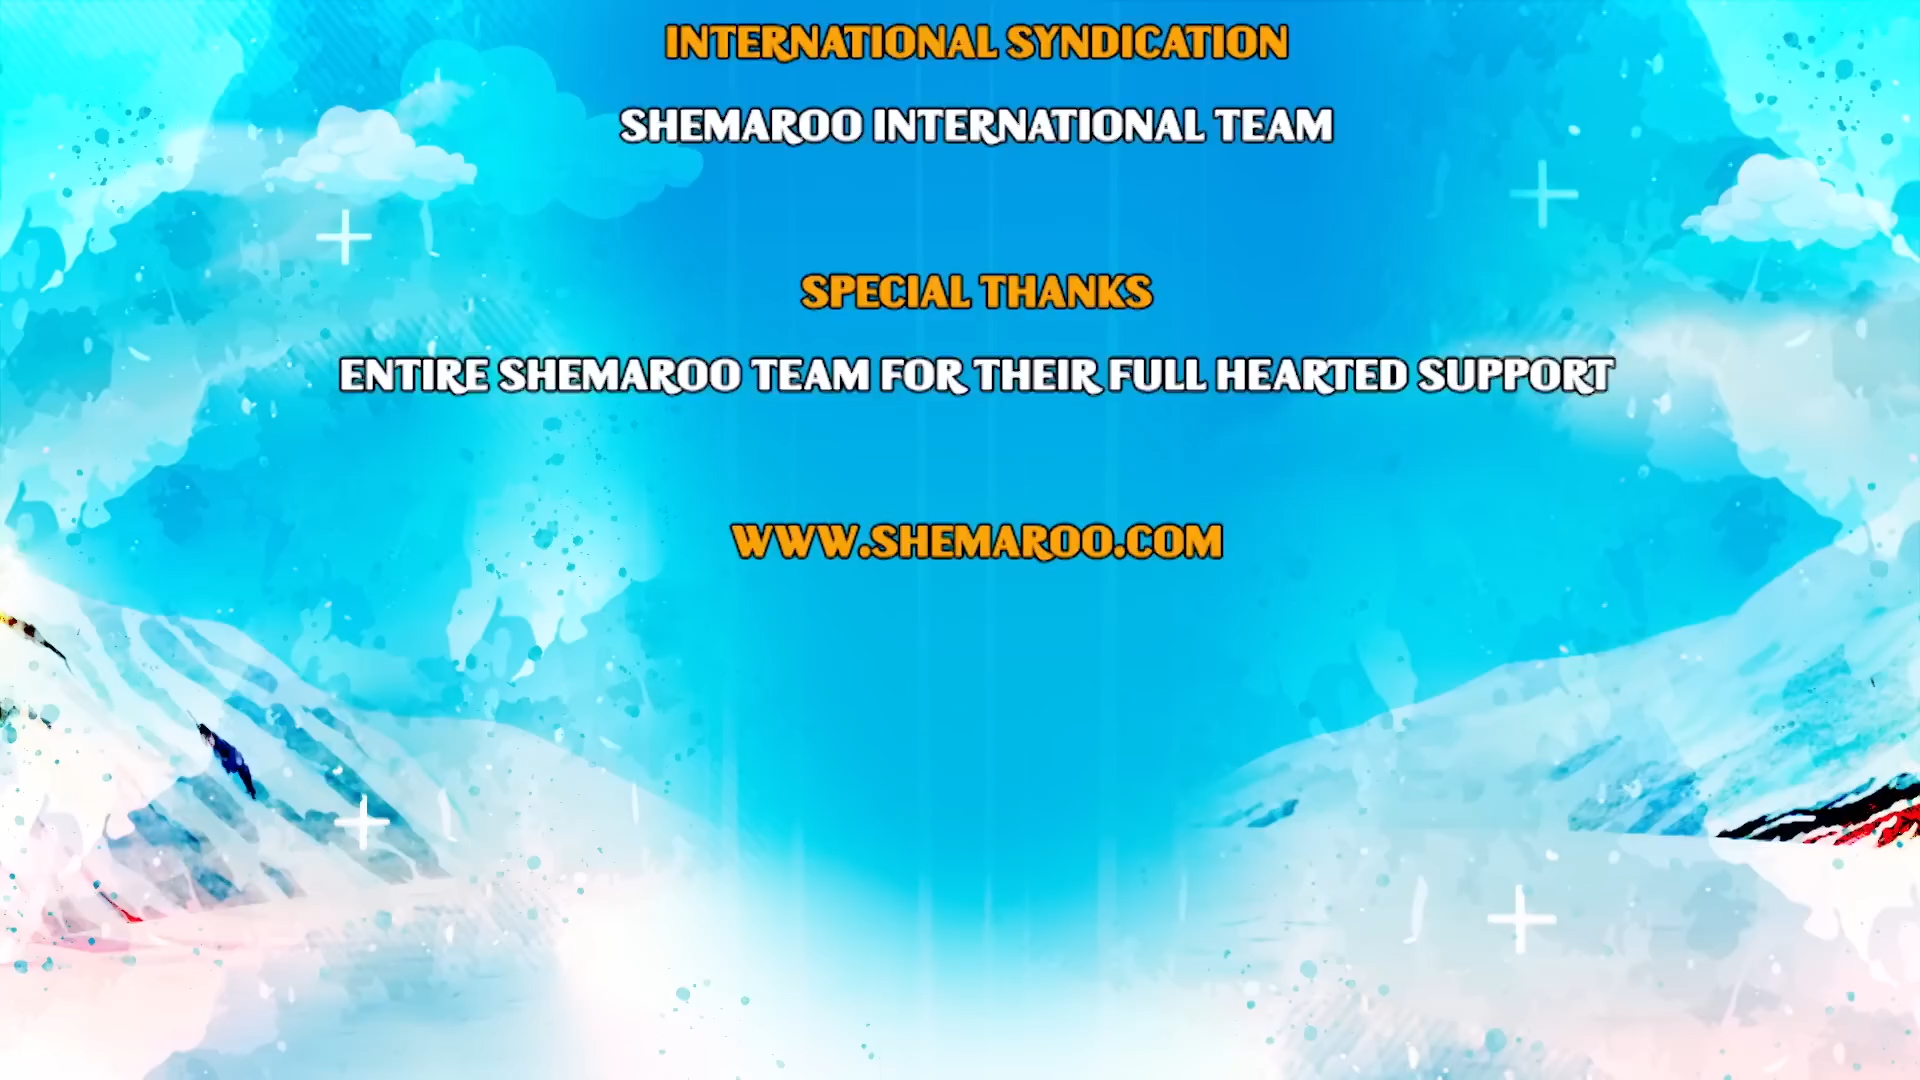 INTERNATIONAL SYNDICATION
SHEMAROO INTERNATIONAL TEAM
SPECIAL THANKS
ENTIRE SHEMAROO TEAM FOR THEIR FULL HEARTED SUPPORT
WWW.SHEMAROO.COM